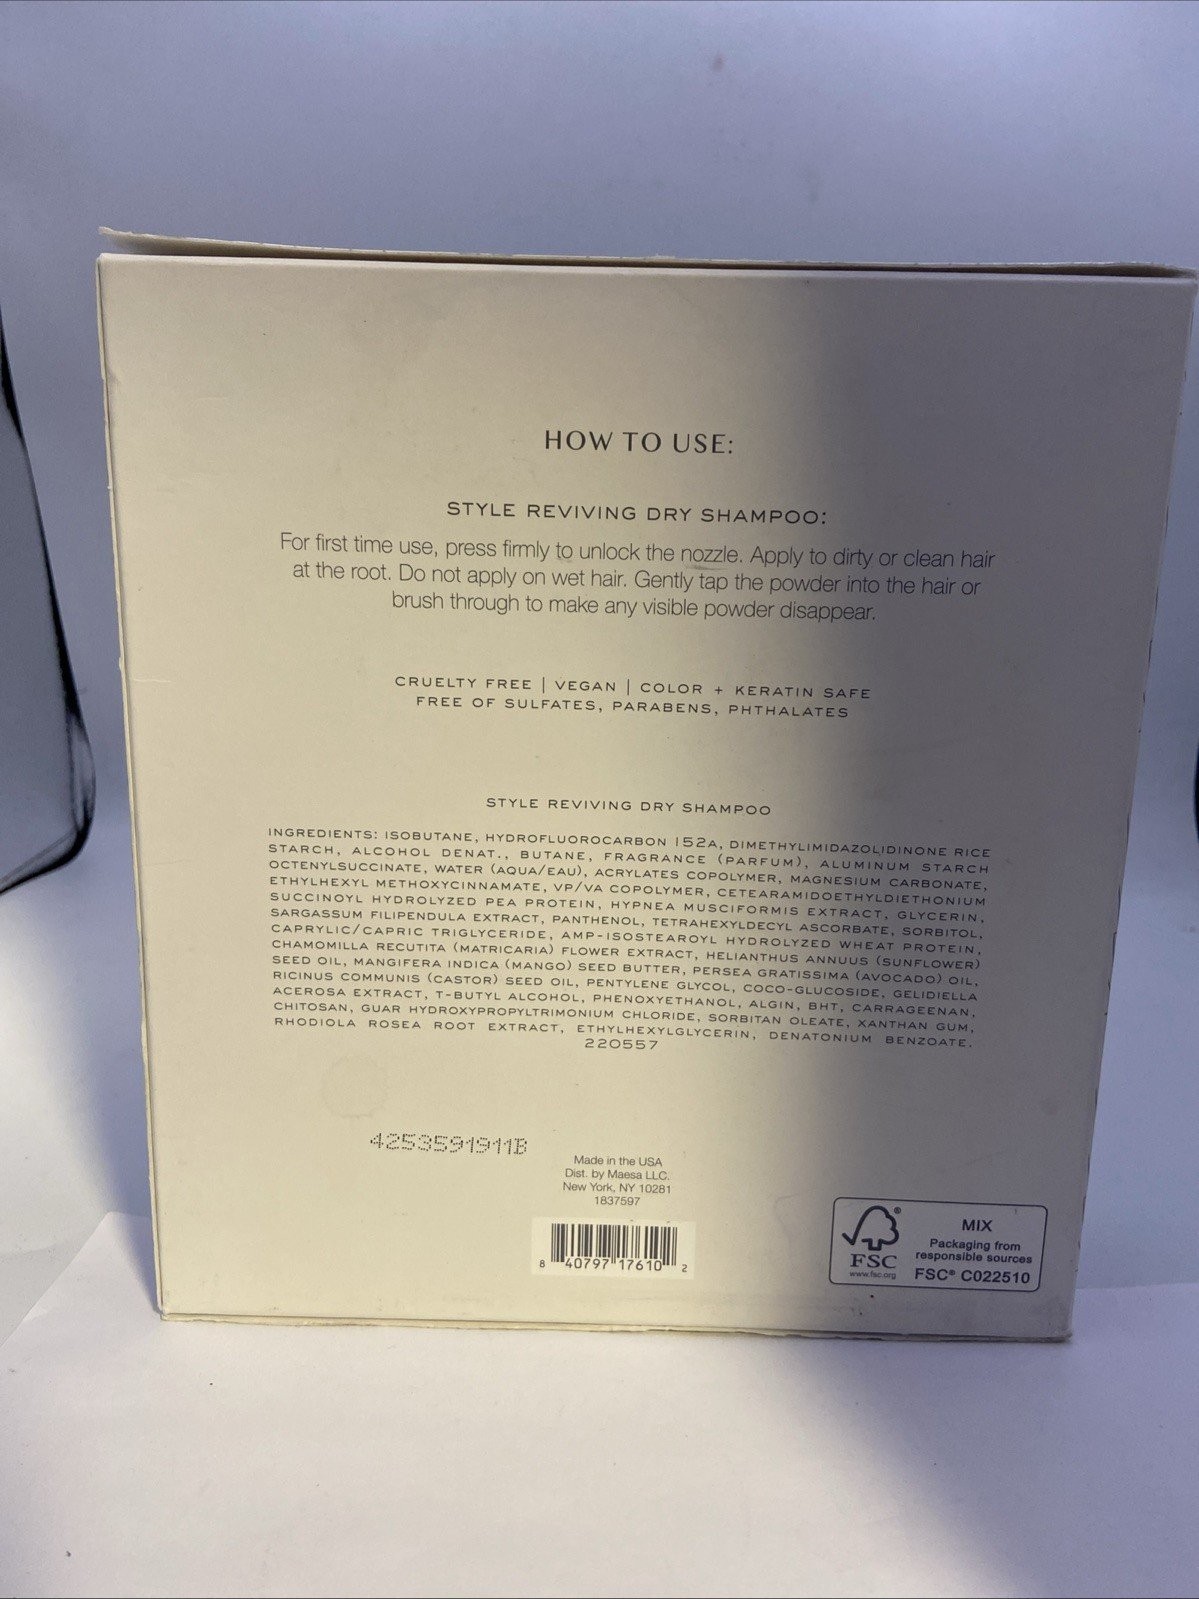 HOW TO USE:
STYLE REVIVING DRY SHAMPOO:
For first time use, press firmly to unlock the nozzle. Apply to dirty or clean hair
at the root. Do not apply on wet hair. Gently tap the powder into the hair or
brush through to make any visible powder disappear.
CRUELTY FREE | VEGAN | COLOR + KERATIN SAFE
FREE OF SULFATES, PARABENS, PHTHALATES
STYLE REVIVING DRY SHAMPOO
INGREDIENTS: ISOBUTANE, HYDROFLUOROCARBON 152A, DIMETHYLIMIDAZOLIDINONE RICE
STARCH, ALCOHOL DENAT., BUTANE, FRAGRANCE (PARFUM), ALUMINUM STARCH
OCTENYLSUCCINATE, WATER (AQUA/EAU), ACRYLATES COPOLYMER, MAGNESIUM CARBONATE,
ETHYLHEXYL METHOXYCINNAMATE, VP/VA COPOLYMER, CETEARAMIDOETHYLDIETHONIUM
SUCCINOYL HYDROLYZED PEA PROTEIN, HYPNEA MUSCIFORMIS EXTRACT, GLYCERIN,
SARGASSUM FILIPENDULA EXTRACT, PANTHENOL, TETRAHEXYLDECYL ASCORBATE, SORBITOL,
CAPRYLIC/CAPRIC TRIGLYCERIDE, AMP-ISOSTEAROYL HYDROLYZED WHEAT PROTEIN,
CHAMOMILLA RECUTITA (MATRICARIA) FLOWER EXTRACT, HELIANTHUS ANNUUS (SUNFLOWER)
SEED OIL, MANGIFERA INDICA (MANGO) SEED BUTTER, PERSEA GRATISSIMA (AVOCADO) OIL,
RICINUS COMMUNIS (CASTOR) SEED OIL, PENTYLENE GLYCOL, COCO-GLUCOSIDE, GELIDIELLA
ACEROSA EXTRACT, T-BUTYL ALCOHOL, PHENOXYETHANOL, ALGIN, BHT, CARRAGEENAN,
CHITOSAN, GUAR HYDROXYPROPYLTRIMONIUM CHLORIDE, SORBITAN OLEATE, XANTHAN GUM,
RHODIOLA ROSEA ROOT EXTRACT, ETHYLHEXYLGLYCERIN, DENATONIUM BENZOATE.
220557
4253591911B
Made in the USA
Dist. by Maesa LLC.
New York, NY 10281
1837597
8 40797 17610 2
FSC®
www.fsc.org
MIX
Packaging from
responsible sources
FSC® C022510